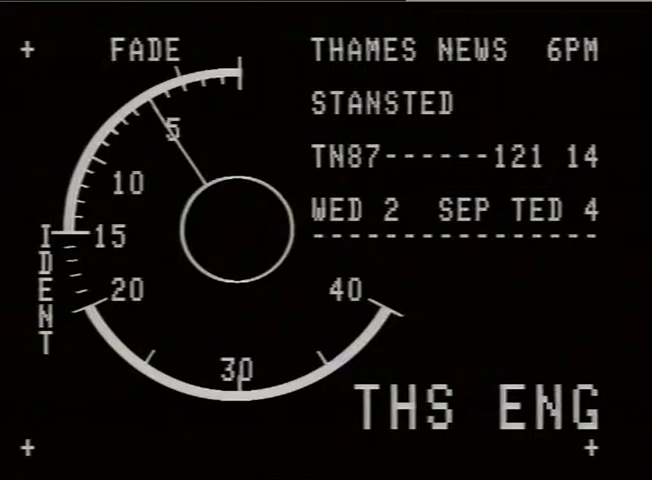 FADE
THAMES NEWS 6PM
STANSTED
TN87------121 14
WED 2 SEP TED 4
----------------
5
10
15
20
30
40
IDENT
THS ENG